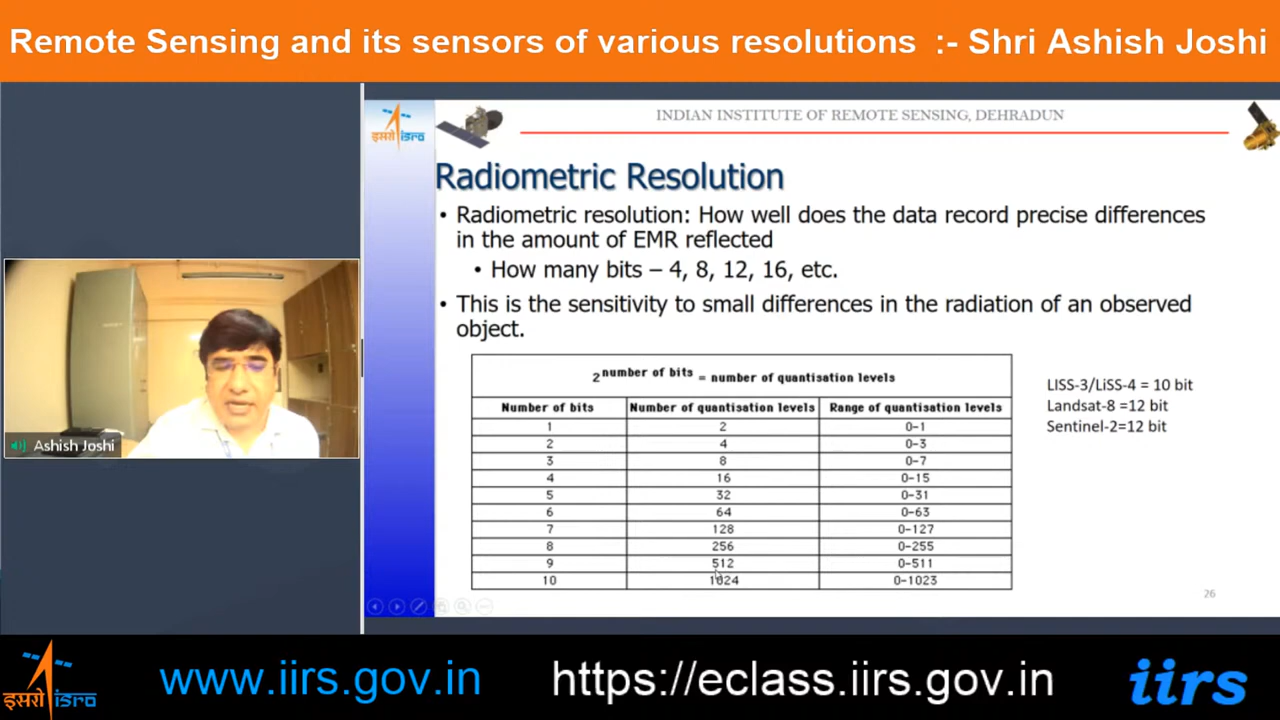 Remote Sensing and its sensors of various resolutions :- Shri Ashish Joshi
इसरो isro
INDIAN INSTITUTE OF REMOTE SENSING, DEHRADUN
Radiometric Resolution
• Radiometric resolution: How well does the data record precise differences
in the amount of EMR reflected
• How many bits – 4, 8, 12, 16, etc.
• This is the sensitivity to small differences in the radiation of an observed
object.
2 number of bits = number of quantisation levels
Number of bits Number of quantisation levels Range of quantisation levels
1 2 0-1
2 4 0-3
3 8 0-7
4 16 0-15
5 32 0-31
6 64 0-63
7 128 0-127
8 256 0-255
9 512 0-511
10 1024 0-1023
LISS-3/LiSS-4 = 10 bit
Landsat-8 =12 bit
Sentinel-2=12 bit
26
Ashish Joshi
इसरो isro
www.iirs.gov.in https://eclass.iirs.gov.in iirs